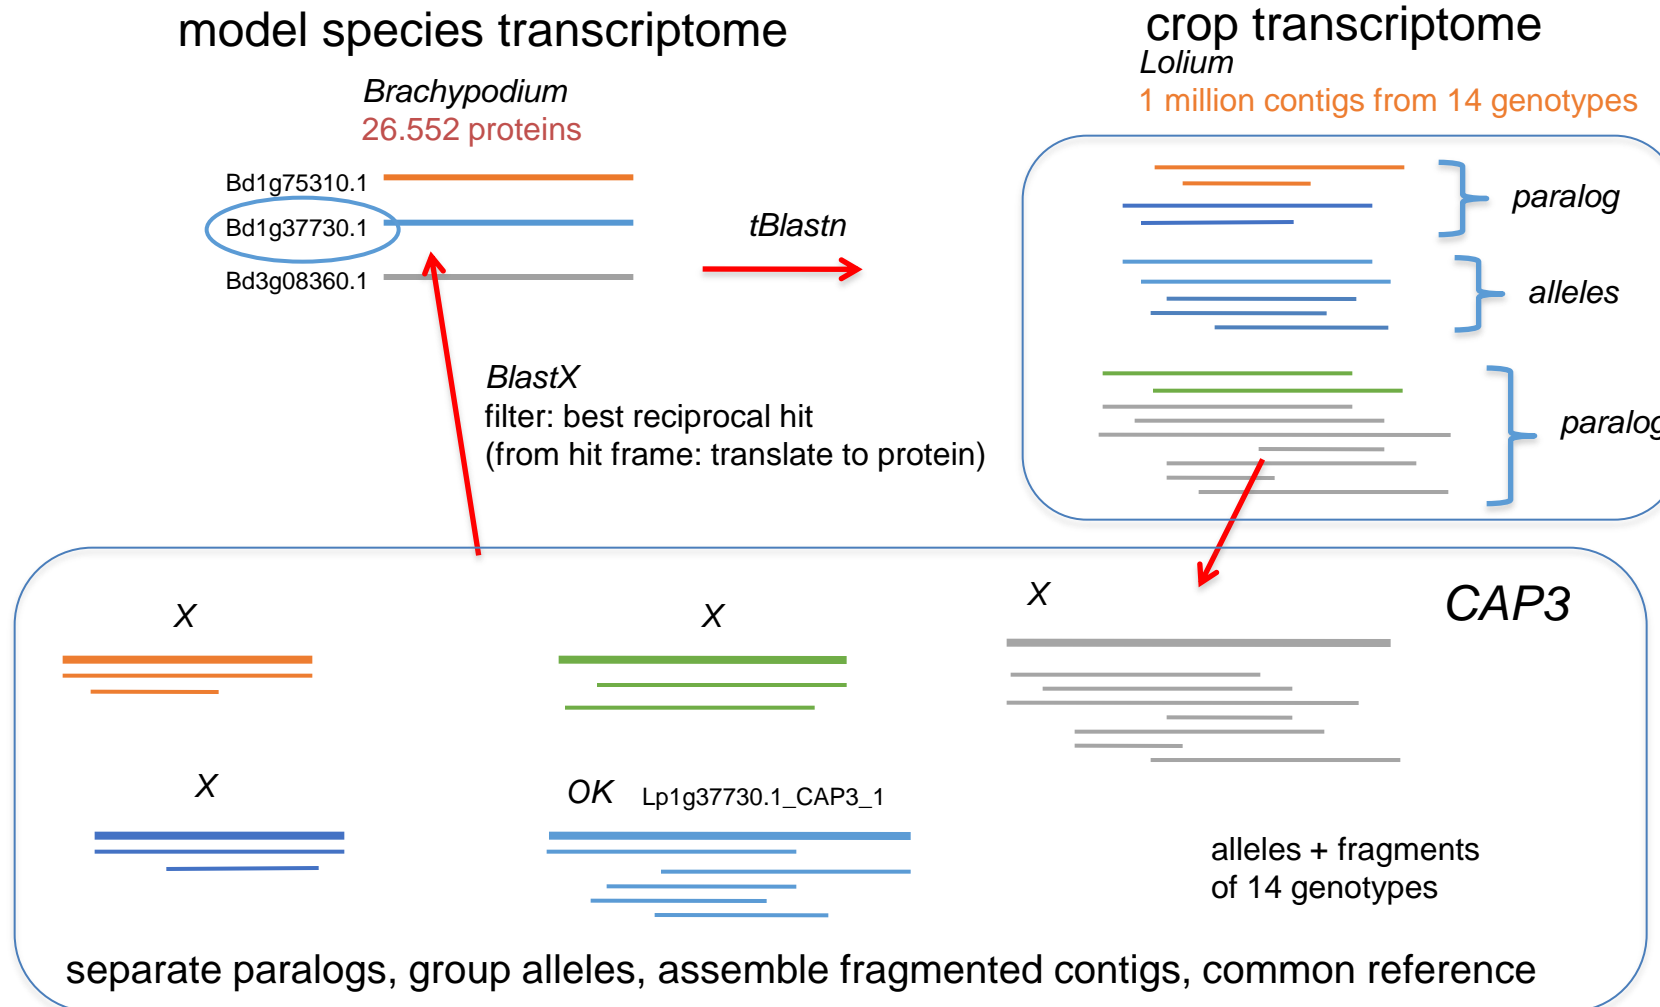 model species transcriptome
crop transcriptome
Brachypodium
26.552 proteins
Lolium
1 million contigs from 14 genotypes
Bd1g75310.1
Bd1g37730.1
Bd3g08360.1
tBlastn
paralog
alleles
paralog
BlastX
filter: best reciprocal hit
(from hit frame: translate to protein)
CAP3
X
X
X
X
OK Lp1g37730.1_CAP3_1
alleles + fragments
of 14 genotypes
separate paralogs, group alleles, assemble fragmented contigs, common reference